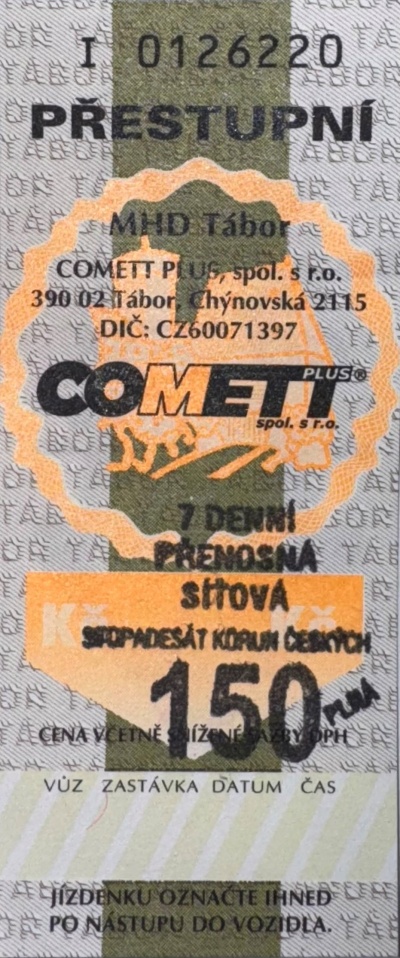 I 0126220
PŘESTUPNÍ
MHD Tábor
COMETT PLUS, spol. s r.o.
390 02 Tábor, Chýnovská 2115
DIČ: CZ60071397
COMETT PLUS®
spol. s r.o.
7 DENNÍ
PŘENOSNÁ
SÍŤOVÁ
Kč Kč
STOPADESÁT KORUN ČESKÝCH
150 PLNÁ
CENA VČETNĚ SNÍŽENÉ SAZBY DPH
VŮZ ZASTÁVKA DATUM ČAS
JÍZDENKU OZNAČTE IHNED
PO NÁSTUPU DO VOZIDLA.